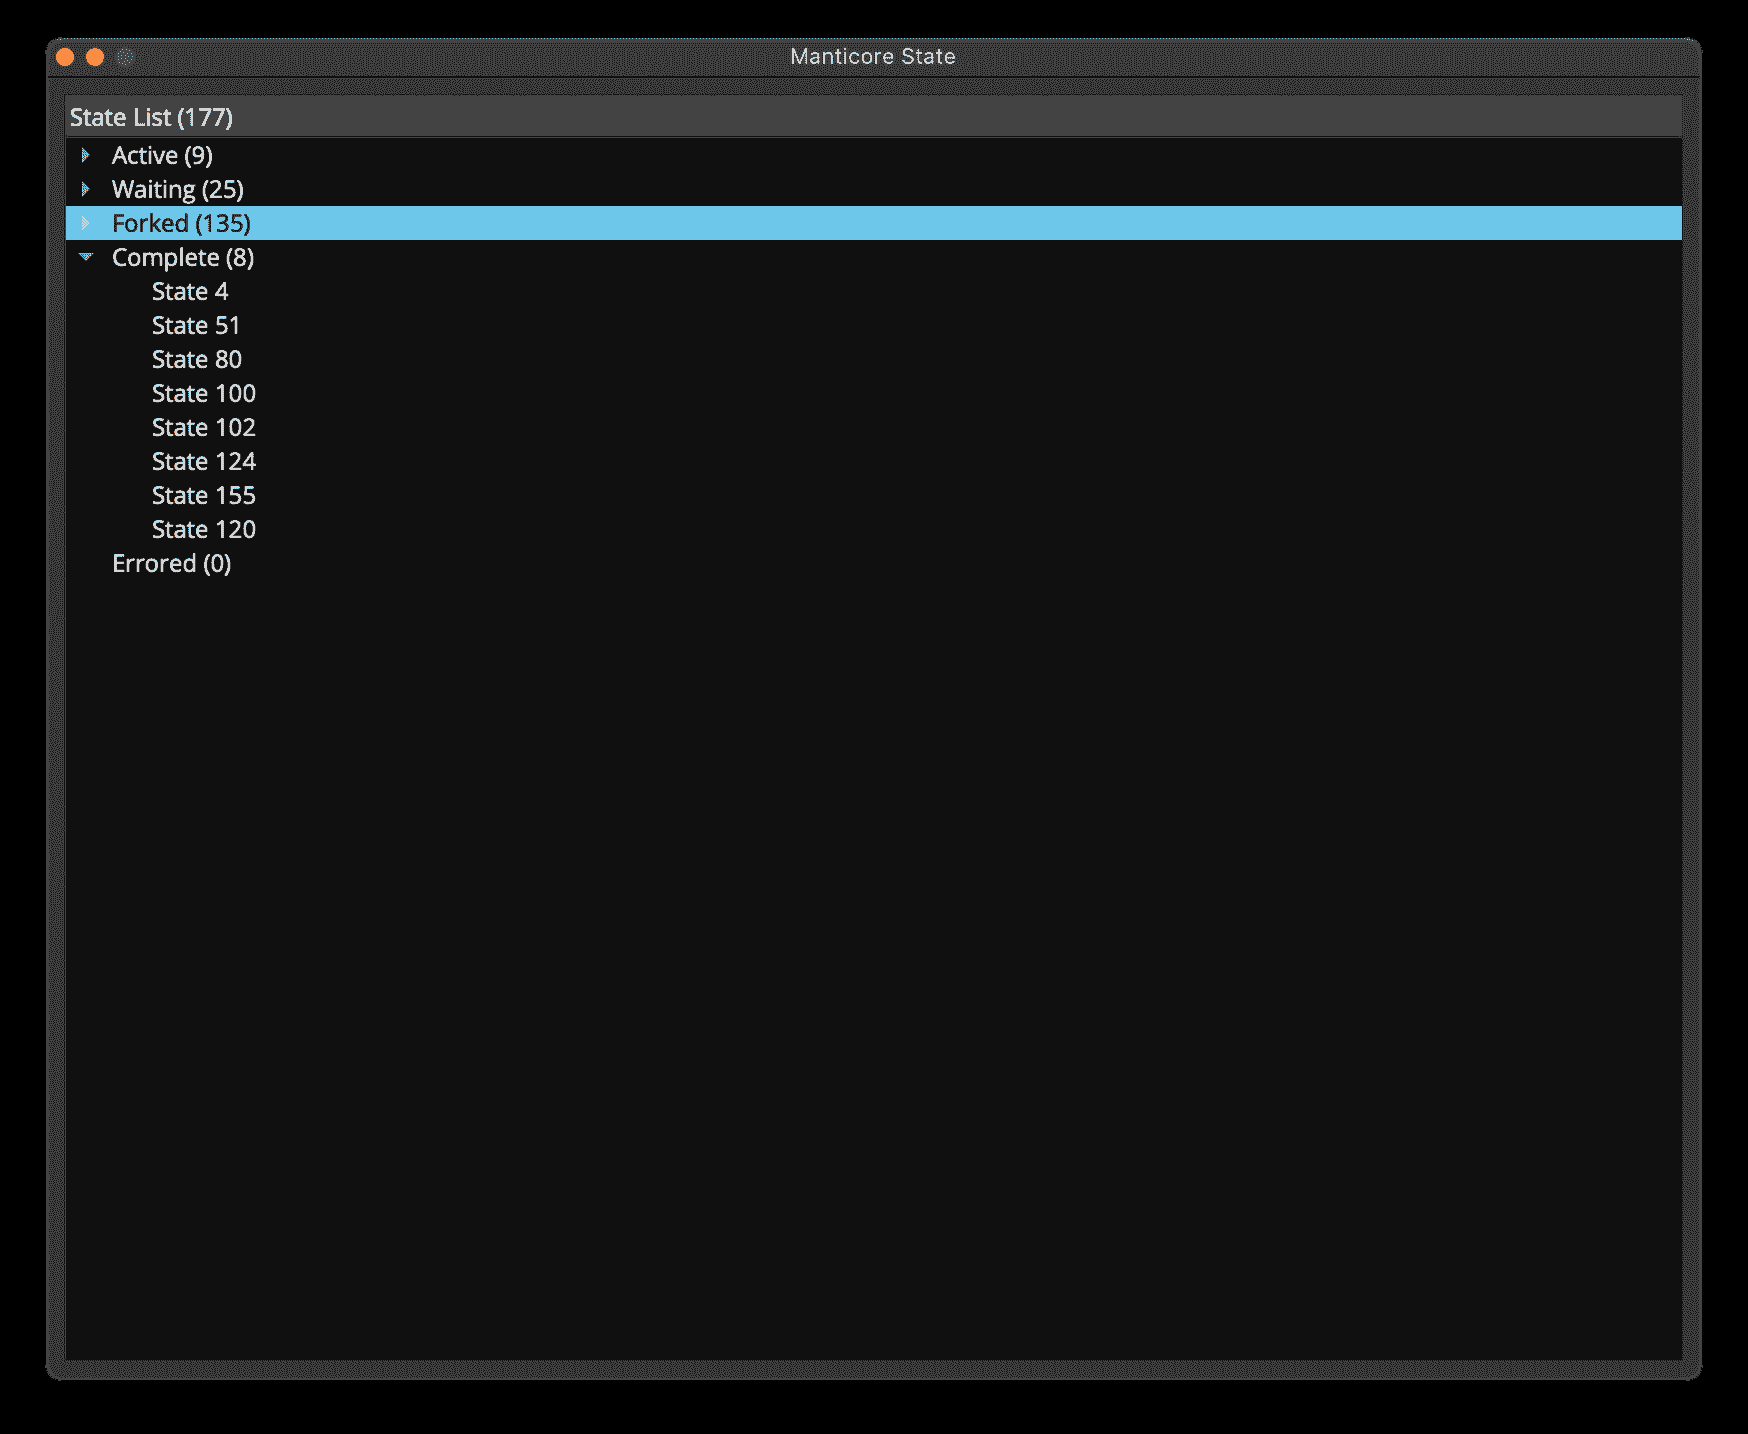 Manticore State
State List (177)
Active (9)
Waiting (25)
Forked (135)
Complete (8)
State 4
State 51
State 80
State 100
State 102
State 124
State 155
State 120
Errored (0)